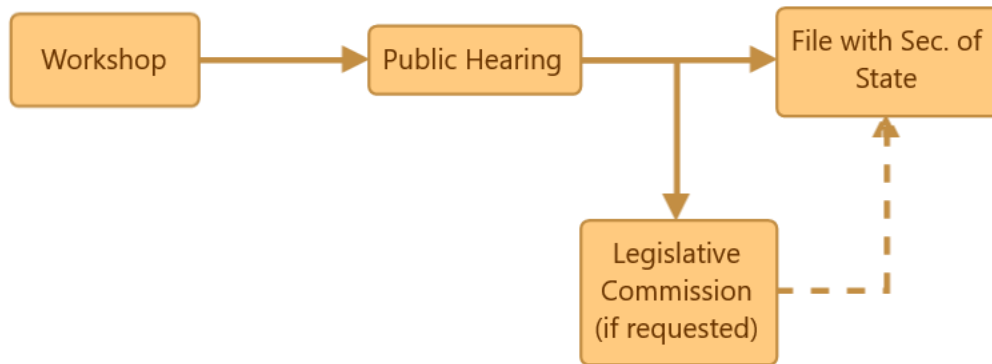 Workshop
Public Hearing
File with Sec. of
State
Legislative
Commission
(if requested)